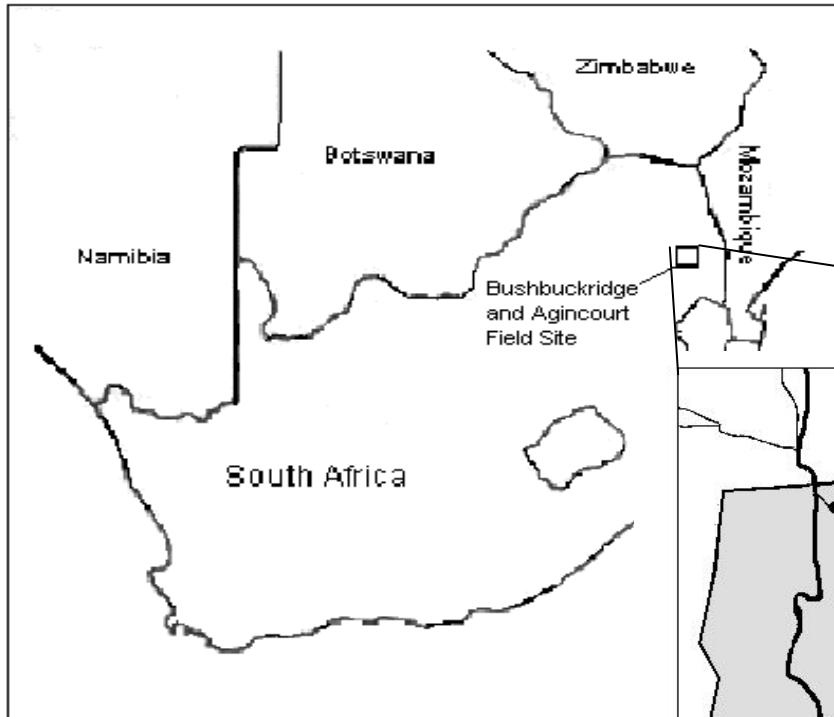 Zimbabwe
Botswana
Mozambique
Namibia
Bushbuckridge
and Agincourt
Field Site
South Africa